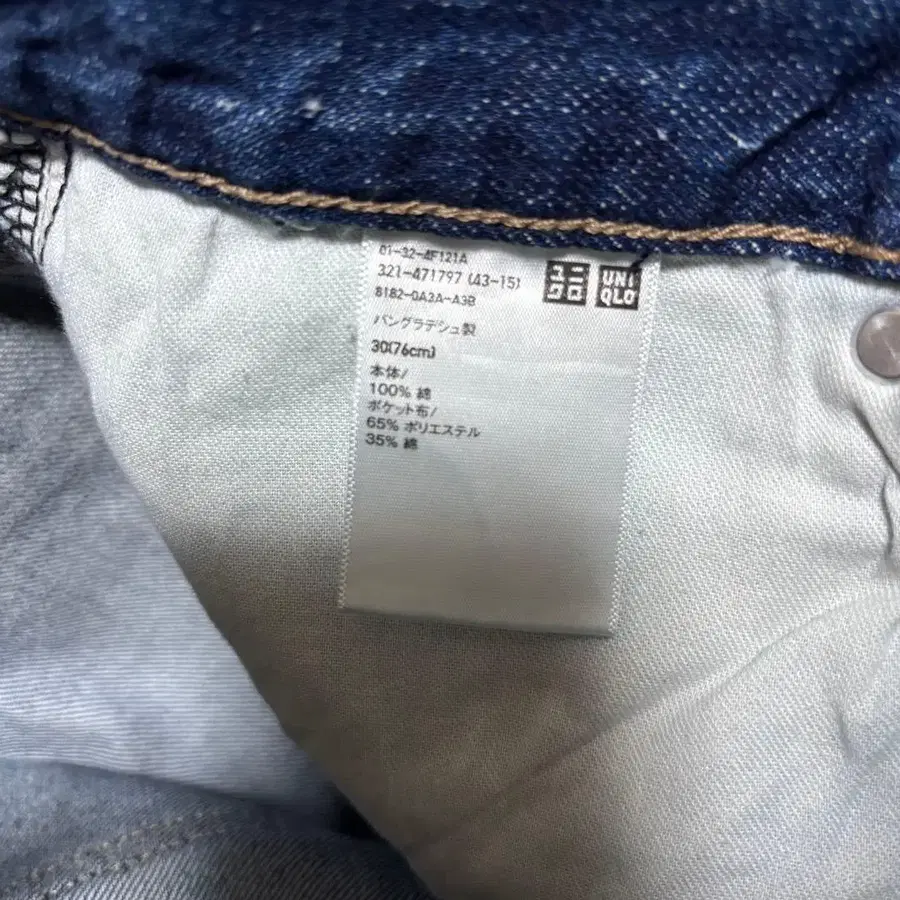 01-32-4F121A
321-471797 (43-15)
8182-0A3A-A3B
ユニクロ
UNIQLO
バングラデシュ製
30(76cm)
本体/
100% 綿
ポケット布/
65% ポリエステル
35% 綿